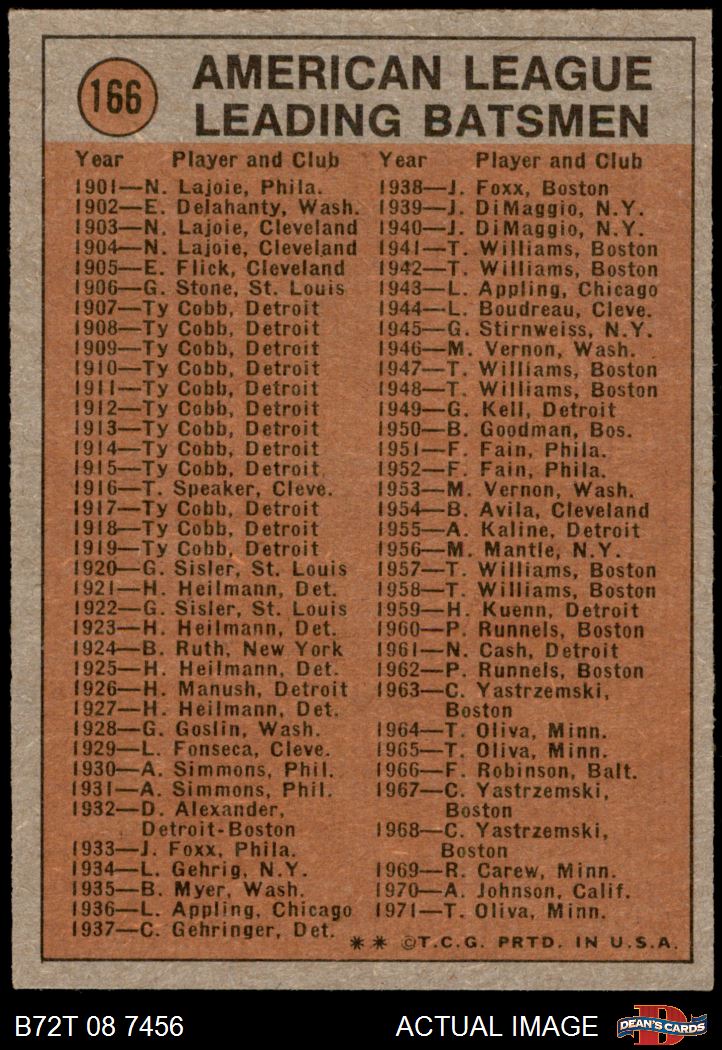 166
AMERICAN LEAGUE
LEADING BATSMEN
Year Player and Club
1901—N. Lajoie, Phila.
1902—E. Delahanty, Wash.
1903—N. Lajoie, Cleveland
1904—N. Lajoie, Cleveland
1905—E. Flick, Cleveland
1906—G. Stone, St. Louis
1907—Ty Cobb, Detroit
1908—Ty Cobb, Detroit
1909—Ty Cobb, Detroit
1910—Ty Cobb, Detroit
1911—Ty Cobb, Detroit
1912—Ty Cobb, Detroit
1913—Ty Cobb, Detroit
1914—Ty Cobb, Detroit
1915—Ty Cobb, Detroit
1916—T. Speaker, Cleve.
1917—Ty Cobb, Detroit
1918—Ty Cobb, Detroit
1919—Ty Cobb, Detroit
1920—G. Sisler, St. Louis
1921—H. Heilmann, Det.
1922—G. Sisler, St. Louis
1923—H. Heilmann, Det.
1924—B. Ruth, New York
1925—H. Heilmann, Det.
1926—H. Manush, Detroit
1927—H. Heilmann, Det.
1928—G. Goslin, Wash.
1929—L. Fonseca, Cleve.
1930—A. Simmons, Phil.
1931—A. Simmons, Phil.
1932—D. Alexander,
Detroit-Boston
1933—J. Foxx, Phila.
1934—L. Gehrig, N.Y.
1935—B. Myer, Wash.
1936—L. Appling, Chicago
1937—C. Gehringer, Det.
Year Player and Club
1938—J. Foxx, Boston
1939—J. DiMaggio, N.Y.
1940—J. DiMaggio, N.Y.
1941—T. Williams, Boston
1942—T. Williams, Boston
1943—L. Appling, Chicago
1944—L. Boudreau, Cleve.
1945—G. Stirnweiss, N.Y.
1946—M. Vernon, Wash.
1947—T. Williams, Boston
1948—T. Williams, Boston
1949—G. Kell, Detroit
1950—B. Goodman, Bos.
1951—F. Fain, Phila.
1952—F. Fain, Phila.
1953—M. Vernon, Wash.
1954—B. Avila, Cleveland
1955—A. Kaline, Detroit
1956—M. Mantle, N.Y.
1957—T. Williams, Boston
1958—T. Williams, Boston
1959—H. Kuenn, Detroit
1960—P. Runnels, Boston
1961—N. Cash, Detroit
1962—P. Runnels, Boston
1963—C. Yastrzemski,
Boston
1964—T. Oliva, Minn.
1965—T. Oliva, Minn.
1966—F. Robinson, Balt.
1967—C. Yastrzemski,
Boston
1968—C. Yastrzemski,
Boston
1969—R. Carew, Minn.
1970—A. Johnson, Calif.
1971—T. Oliva, Minn.
** ©T.C.G. PRTD. IN U.S.A.
B72T 08 7456 ACTUAL IMAGE
DEAN'S CARDS